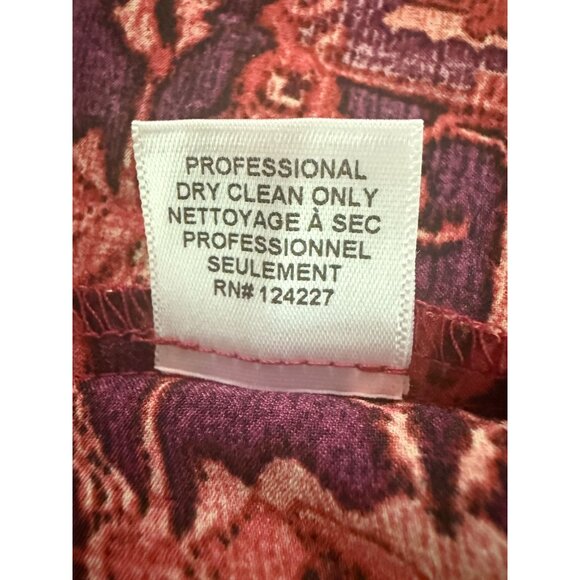 PROFESSIONAL
DRY CLEAN ONLY
NETTOYAGE À SEC
PROFESSIONNEL
SEULEMENT
RN# 124227